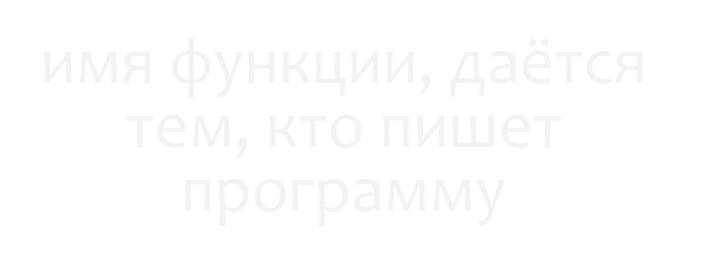 имя функции, даётся
тем, кто пишет
программу